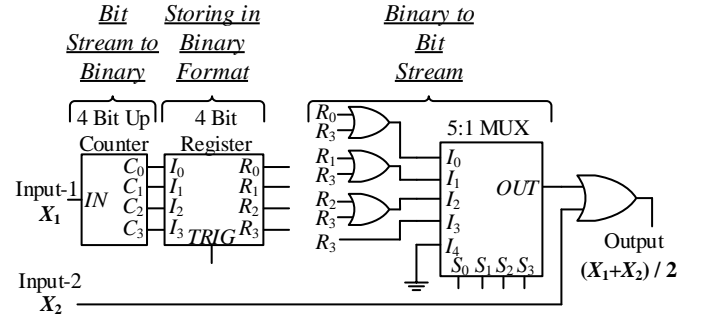 Bit Stream to Binary
Storing in Binary Format
Binary to Bit Stream
4 Bit Up Counter
4 Bit Register
5:1 MUX
Input-1
X1
IN
C0
C1
C2
C3
I0
I1
I2
I3
TRIG
R0
R1
R2
R3
R0
R3
R1
R3
R2
R3
R3
I0
I1
I2
I3
I4
OUT
S0 S1 S2 S3
Output
(X1+X2) / 2
Input-2
X2